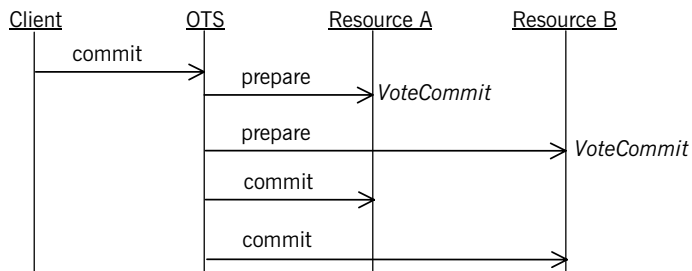 Client OTS Resource A Resource B
commit
prepare
VoteCommit
prepare
VoteCommit
commit
commit